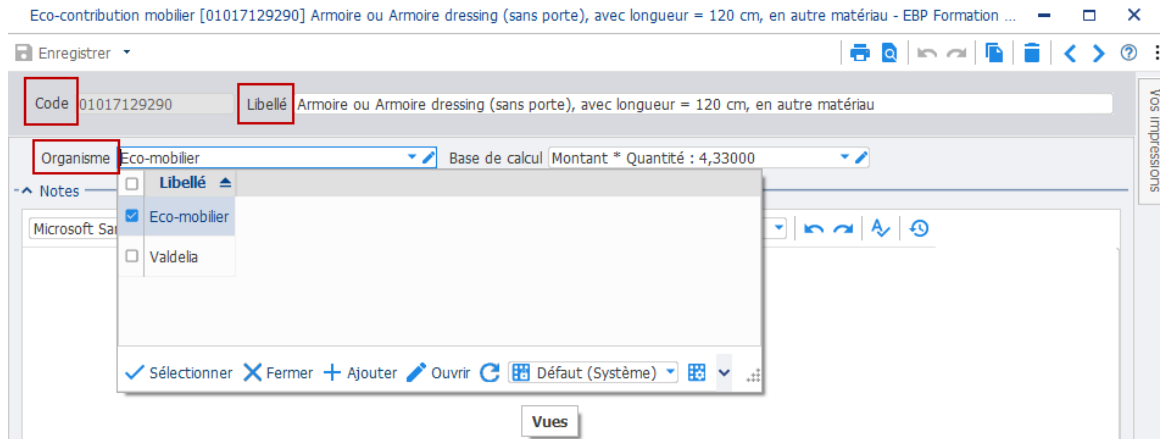 Eco-contribution mobilier [01017129290] Armoire ou Armoire dressing (sans porte), avec longueur = 120 cm, en autre matériau - EBP Formation ...
Enregistrer
Code 01017129290 Libellé Armoire ou Armoire dressing (sans porte), avec longueur = 120 cm, en autre matériau
Vos impressions
Organisme Eco-mobilier Base de calcul Montant * Quantité : 4,33000
Notes
Libellé
Microsoft Sa
Eco-mobilier
Valdelia
Sélectionner Fermer Ajouter Ouvrir Défaut (Système)
Vues